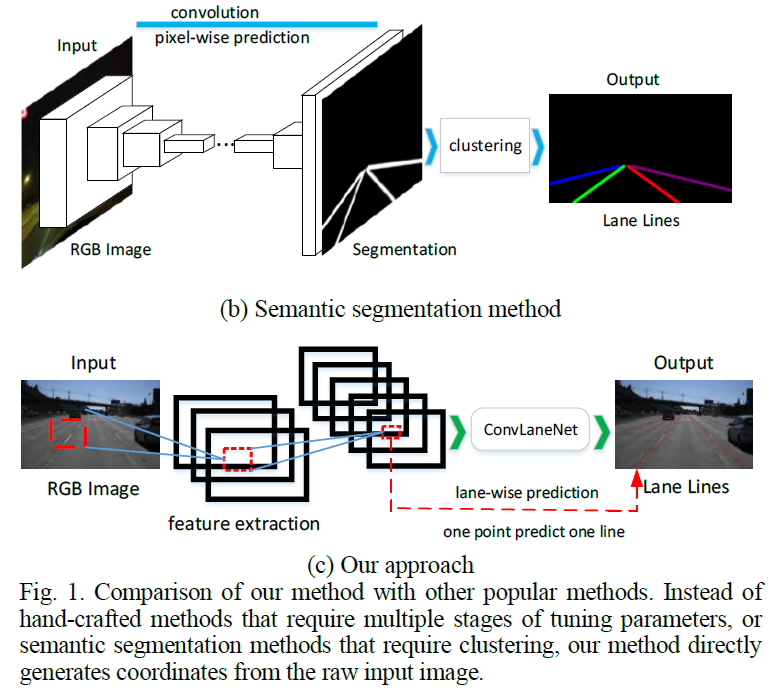 convolution
Input
pixel-wise prediction
Output
clustering
RGB Image
Segmentation
Lane Lines
(b) Semantic segmentation method
Input
Output
ConvLaneNet
RGB Image
lane-wise prediction
Lane Lines
feature extraction
one point predict one line
(c) Our approach
Fig. 1. Comparison of our method with other popular methods. Instead of
hand-crafted methods that require multiple stages of tuning parameters, or
semantic segmentation methods that require clustering, our method directly
generates coordinates from the raw input image.